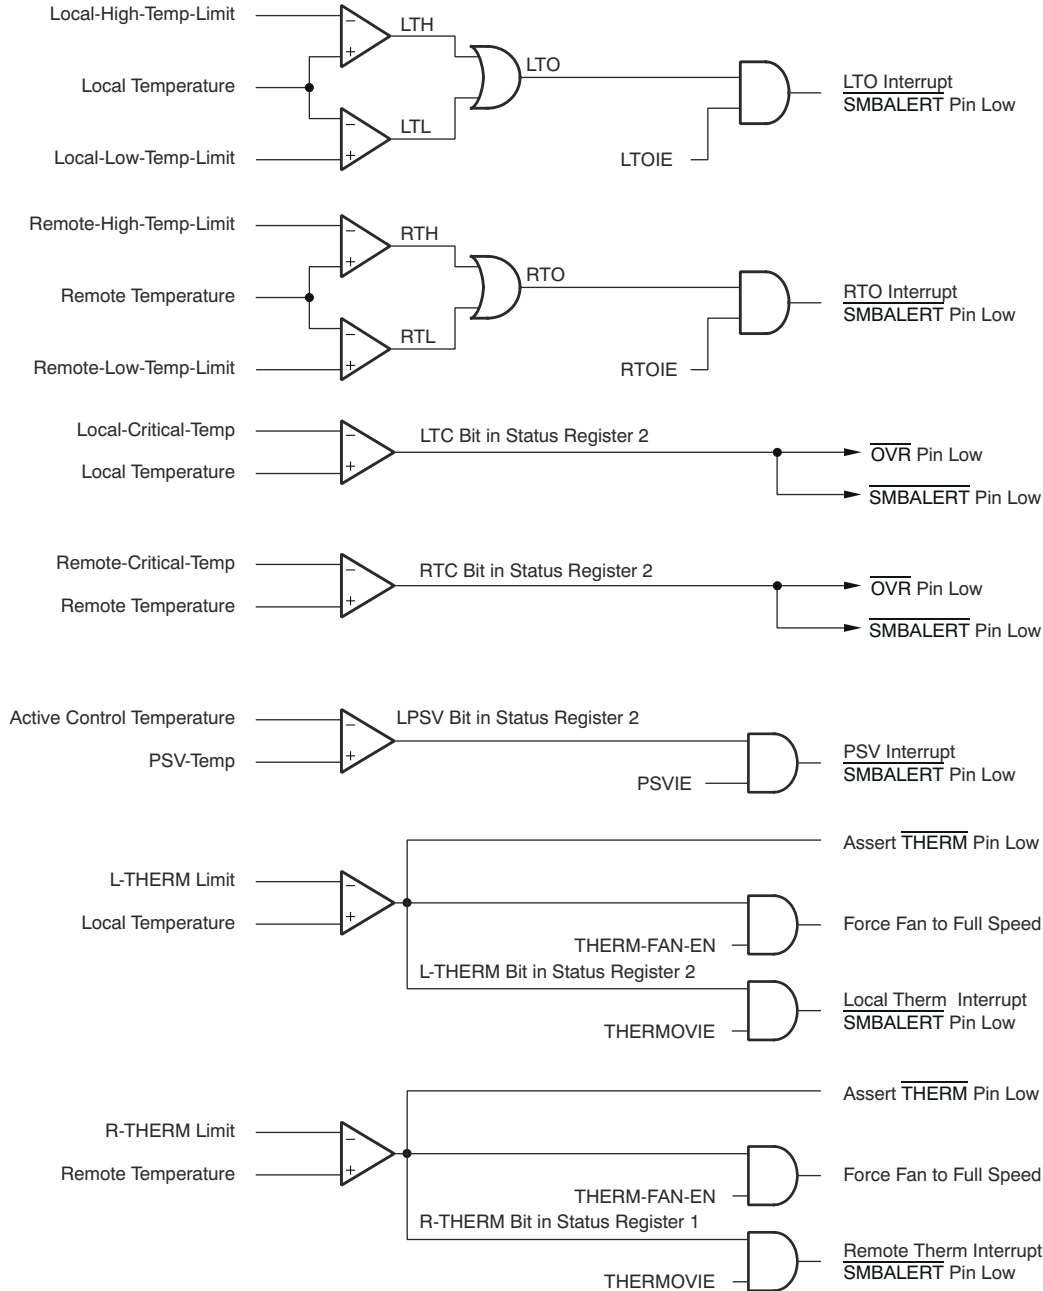 Local-High-Temp-Limit
−
LTH
+
LTO
Local Temperature
LTO Interrupt
SMBALERT Pin Low
−
LTL
Local-Low-Temp-Limit
+
LTOIE
Remote-High-Temp-Limit
−
RTH
+
RTO
Remote Temperature
RTO Interrupt
SMBALERT Pin Low
−
RTL
Remote-Low-Temp-Limit
+
RTOIE
Local-Critical-Temp
−
LTC Bit in Status Register 2
OVR Pin Low
Local Temperature
+
SMBALERT Pin Low
Remote-Critical-Temp
−
RTC Bit in Status Register 2
OVR Pin Low
Remote Temperature
+
SMBALERT Pin Low
Active Control Temperature
−
LPSV Bit in Status Register 2
PSV-Temp
+
PSVIE
PSV Interrupt
SMBALERT Pin Low
Assert THERM Pin Low
L-THERM Limit
−
Local Temperature
+
Force Fan to Full Speed
THERM-FAN-EN
L-THERM Bit in Status Register 2
Local Therm Interrupt
SMBALERT Pin Low
THERMOVIE
Assert THERM Pin Low
R-THERM Limit
−
Remote Temperature
+
Force Fan to Full Speed
THERM-FAN-EN
R-THERM Bit in Status Register 1
Remote Therm Interrupt
SMBALERT Pin Low
THERMOVIE